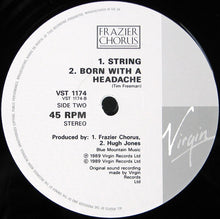 FRAZIER
CHORUS
1. STRING
2. BORN WITH A
HEADACHE
(Tim Freeman)
VST 1174
VST 1174-B
SIDE TWO
45 RPM
STEREO
Produced by: 1. Frazier Chorus,
2. Hugh Jones
Blue Mountain Music
℗ 1989 Virgin
Records Ltd
© 1989 Virgin
Records Ltd
Original sound recording
made by Virgin
Records Ltd
Virgin